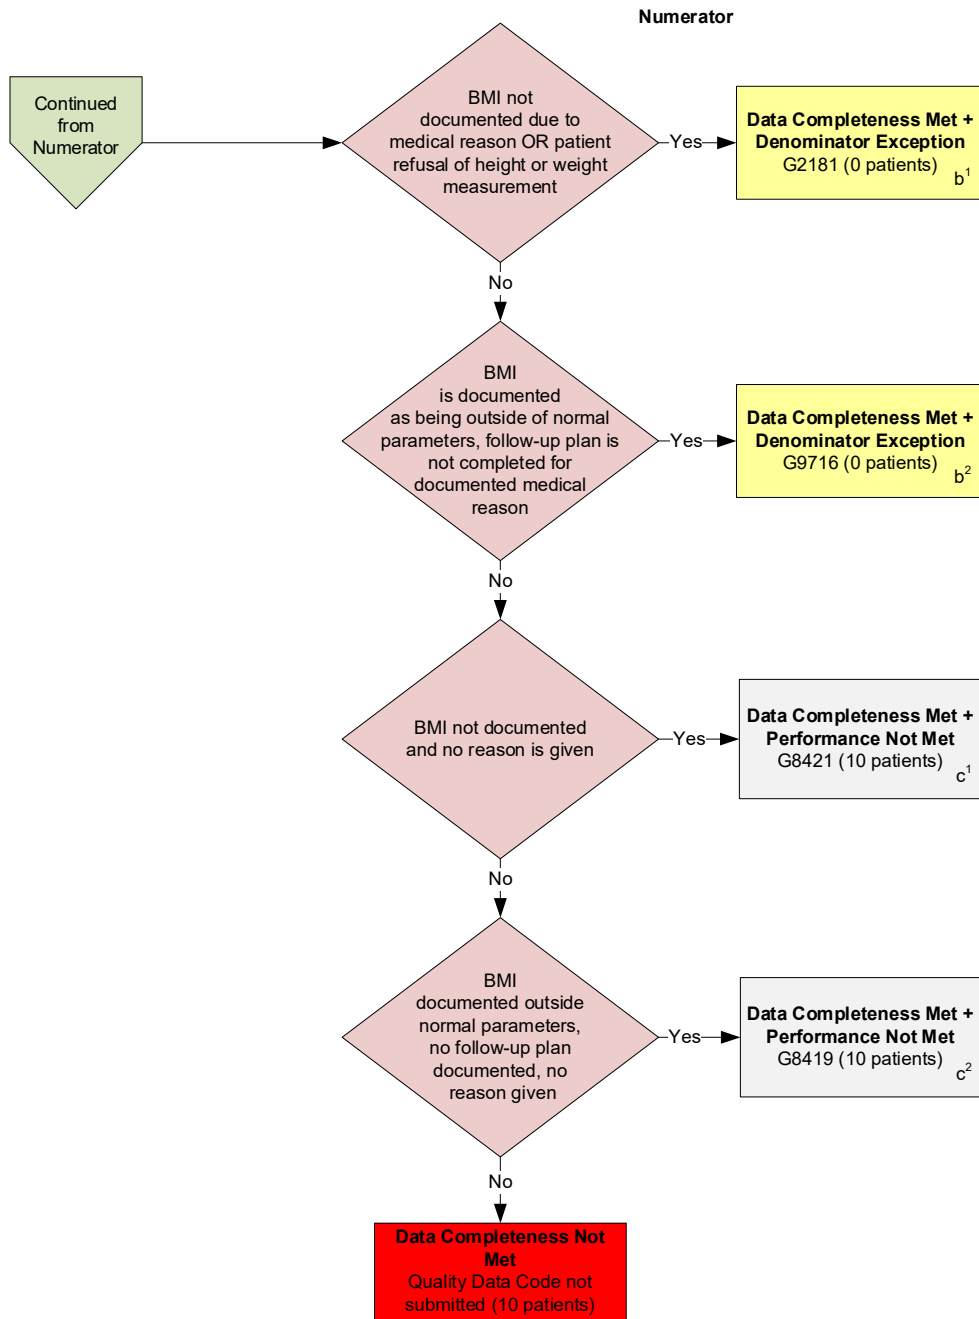 Numerator
Continued
from
Numerator
BMI not
documented due to
medical reason OR patient
refusal of height or weight
measurement
Yes
Data Completeness Met +
Denominator Exception
G2181 (0 patients)
b1
No
BMI
is documented
as being outside of normal
parameters, follow-up plan is
not completed for
documented medical
reason
Yes
Data Completeness Met +
Denominator Exception
G9716 (0 patients)
b2
No
BMI not documented
and no reason is given
Yes
Data Completeness Met +
Performance Not Met
G8421 (10 patients)
c1
No
BMI
documented outside
normal parameters,
no follow-up plan
documented, no
reason given
Yes
Data Completeness Met +
Performance Not Met
G8419 (10 patients)
c2
No
Data Completeness Not
Met
Quality Data Code not
submitted (10 patients)